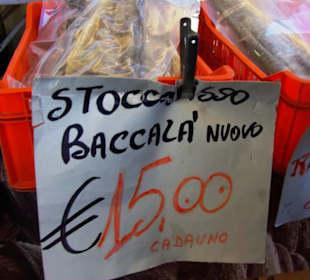 STOCCAFISSO
BACCALA' NUOVO
€15,00
CADAUNO